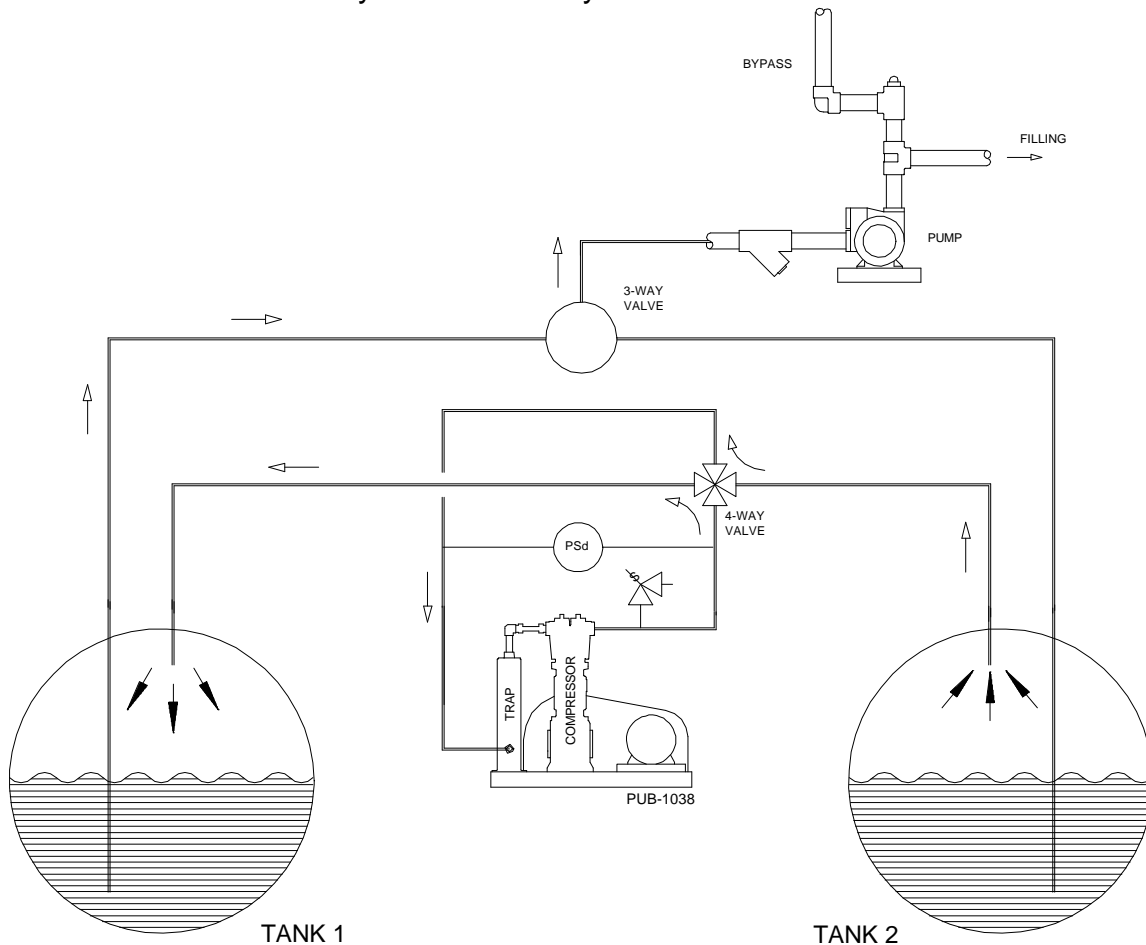 BYPASS
FILLING
PUMP
3-WAY
VALVE
4-WAY
VALVE
PSd
S
TRAP
COMPRESSOR
PUB-1038
TANK 1
TANK 2